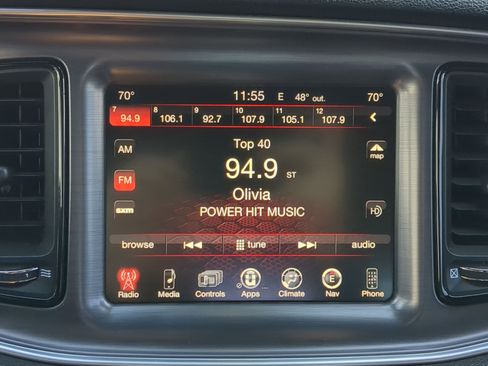 70° 11:55 E 48° out. 70°
7 8 9 10 11 12
94.9 106.1 92.7 107.9 105.1 107.9
AM Top 40 map
94.9 ST
FM Olivia
sxm POWER HIT MUSIC HD
browse tune audio
E
Radio Media Controls Apps Climate Nav Phone